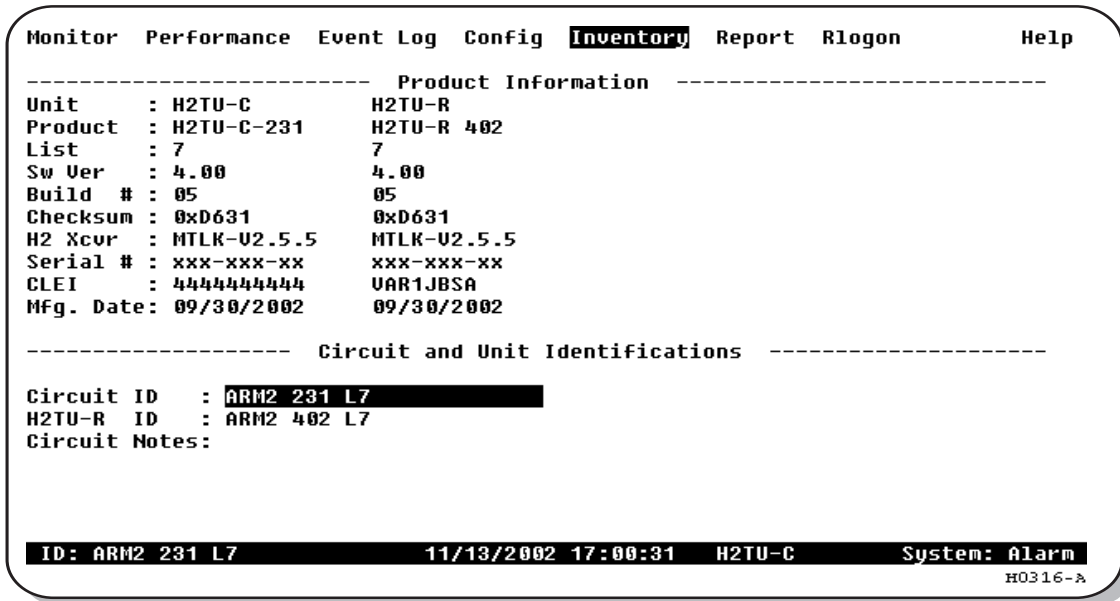 Monitor Performance Event Log Config Inventory Report Rlogon Help
-------------------------- Product Information ----------------------------
Unit : H2TU-C H2TU-R
Product : H2TU-C-231 H2TU-R 402
List : 7 7
Sw Ver : 4.00 4.00
Build # : 05 05
Checksum : 0xD631 0xD631
H2 Xcvr : MTLK-V2.5.5 MTLK-V2.5.5
Serial # : xxx-xxx-xx xxx-xxx-xx
CLEI : 4444444444 VAR1JBSA
Mfg. Date: 09/30/2002 09/30/2002
-------------------- Circuit and Unit Identifications ---------------------
Circuit ID : ARM2 231 L7
H2TU-R ID : ARM2 402 L7
Circuit Notes:
ID: ARM2 231 L7 11/13/2002 17:00:31 H2TU-C System: Alarm
H0316-A